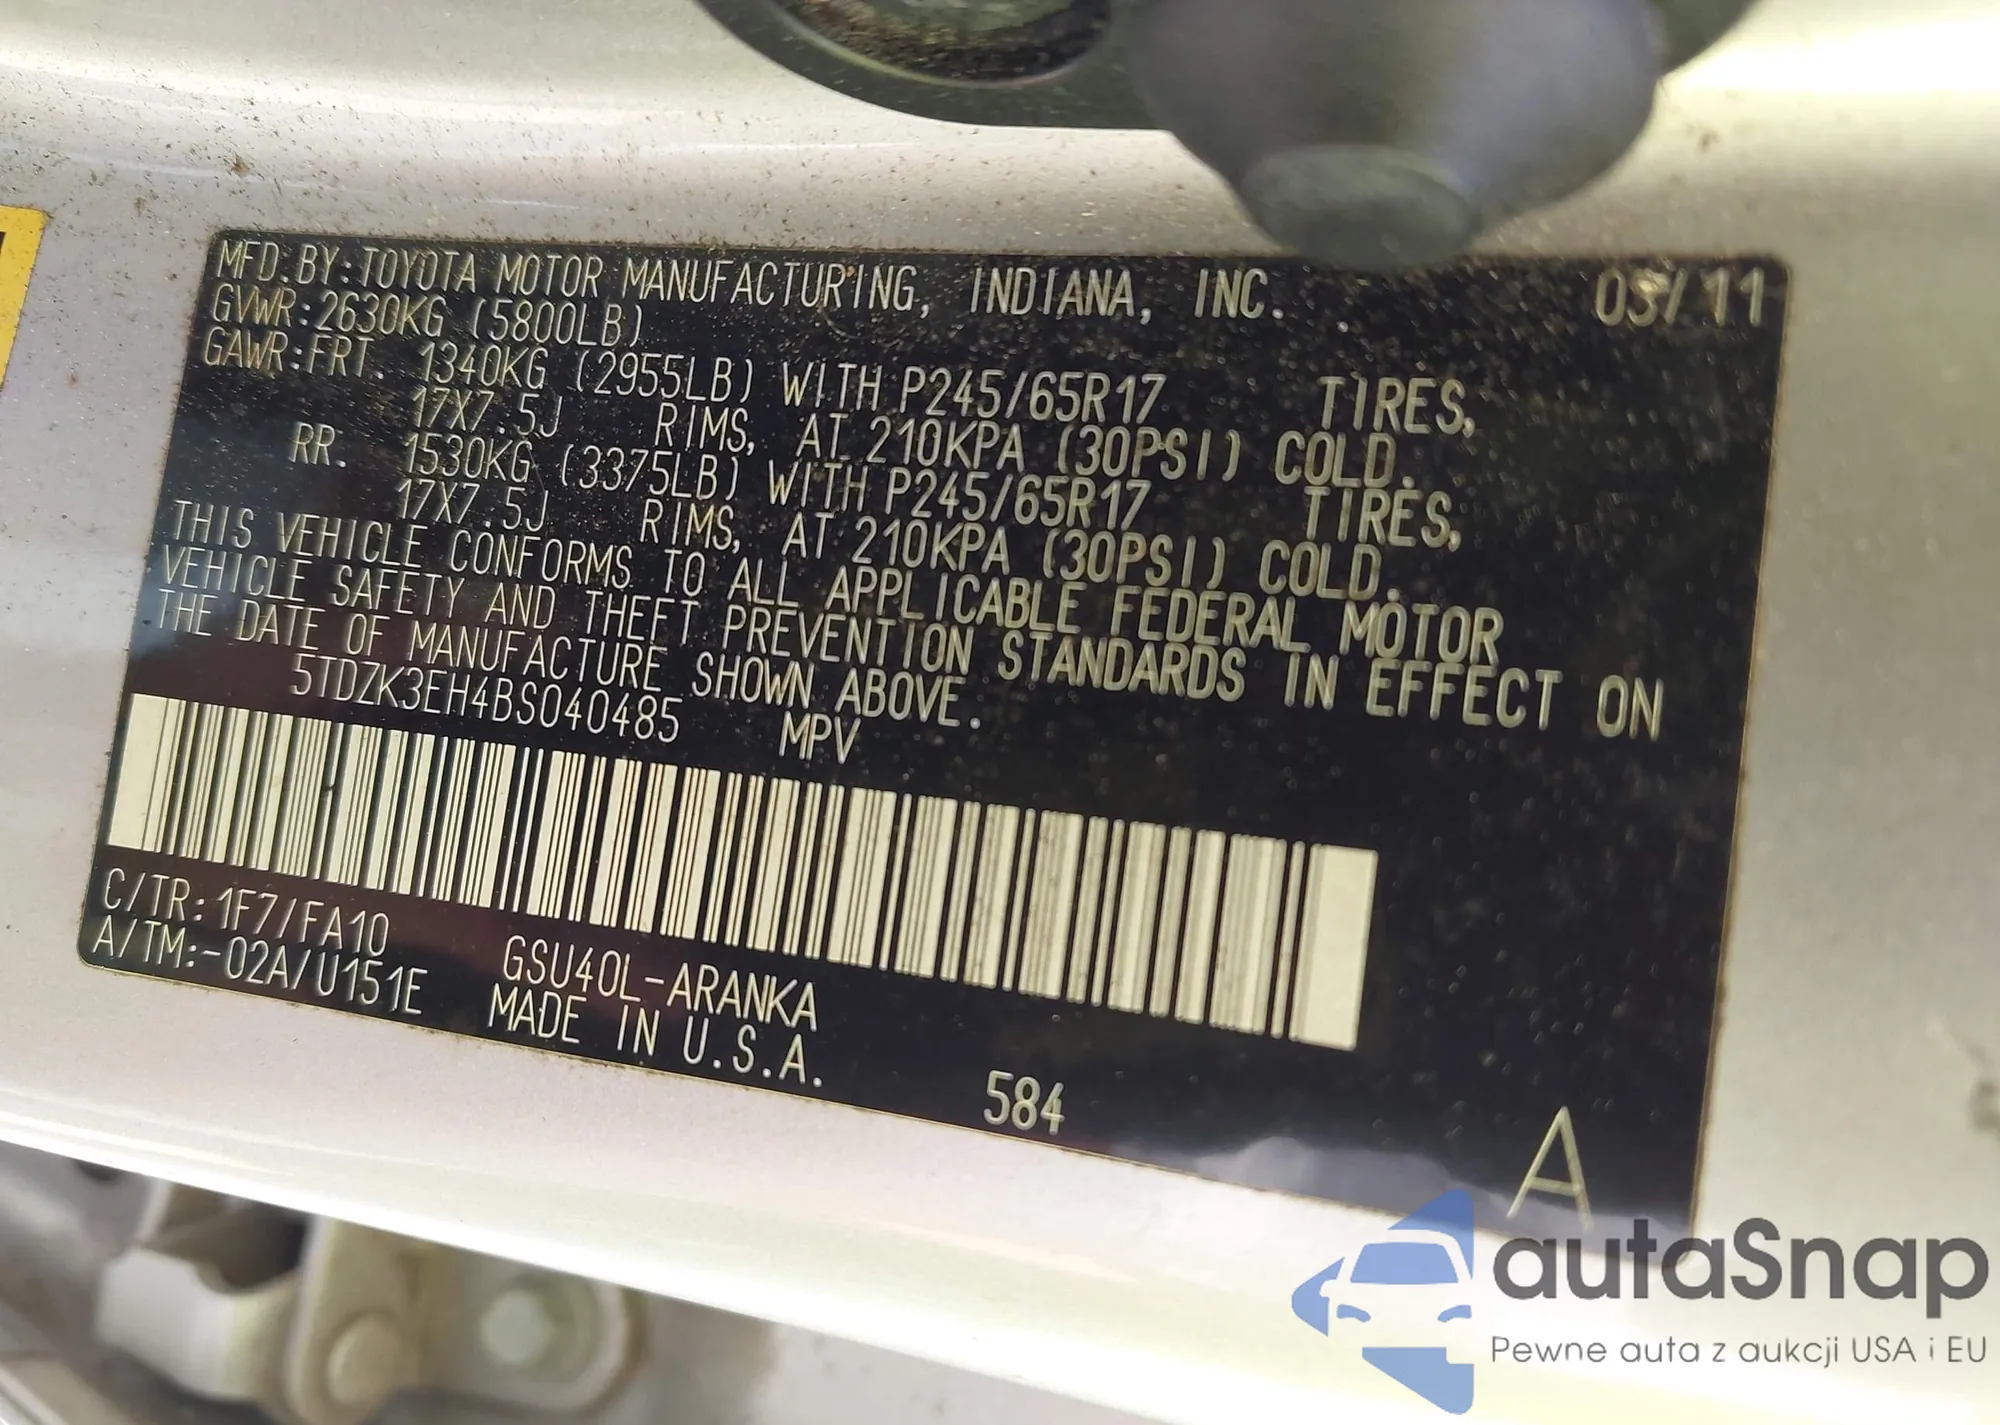 MFD.BY:TOYOTA MOTOR MANUFACTURING, INDIANA, INC. 03/11
GVWR:2630KG (5800LB)
GAWR:FRT. 1340KG (2955LB) WITH P245/65R17 TIRES,
17X7.5J RIMS, AT 210KPA (30PSI) COLD.
RR. 1530KG (3375LB) WITH P245/65R17 TIRES,
17X7.5J RIMS, AT 210KPA (30PSI) COLD.
THIS VEHICLE CONFORMS TO ALL APPLICABLE FEDERAL MOTOR
VEHICLE SAFETY AND THEFT PREVENTION STANDARDS IN EFFECT ON
THE DATE OF MANUFACTURE SHOWN ABOVE.
5TDZK3EH4BS040485 MPV
C/TR:1F7/FA10
A/TM:-02A/U151E
GSU40L-ARANKA
MADE IN U.S.A.
584
A
autaSnap
Pewne auta z aukcji USA i EU